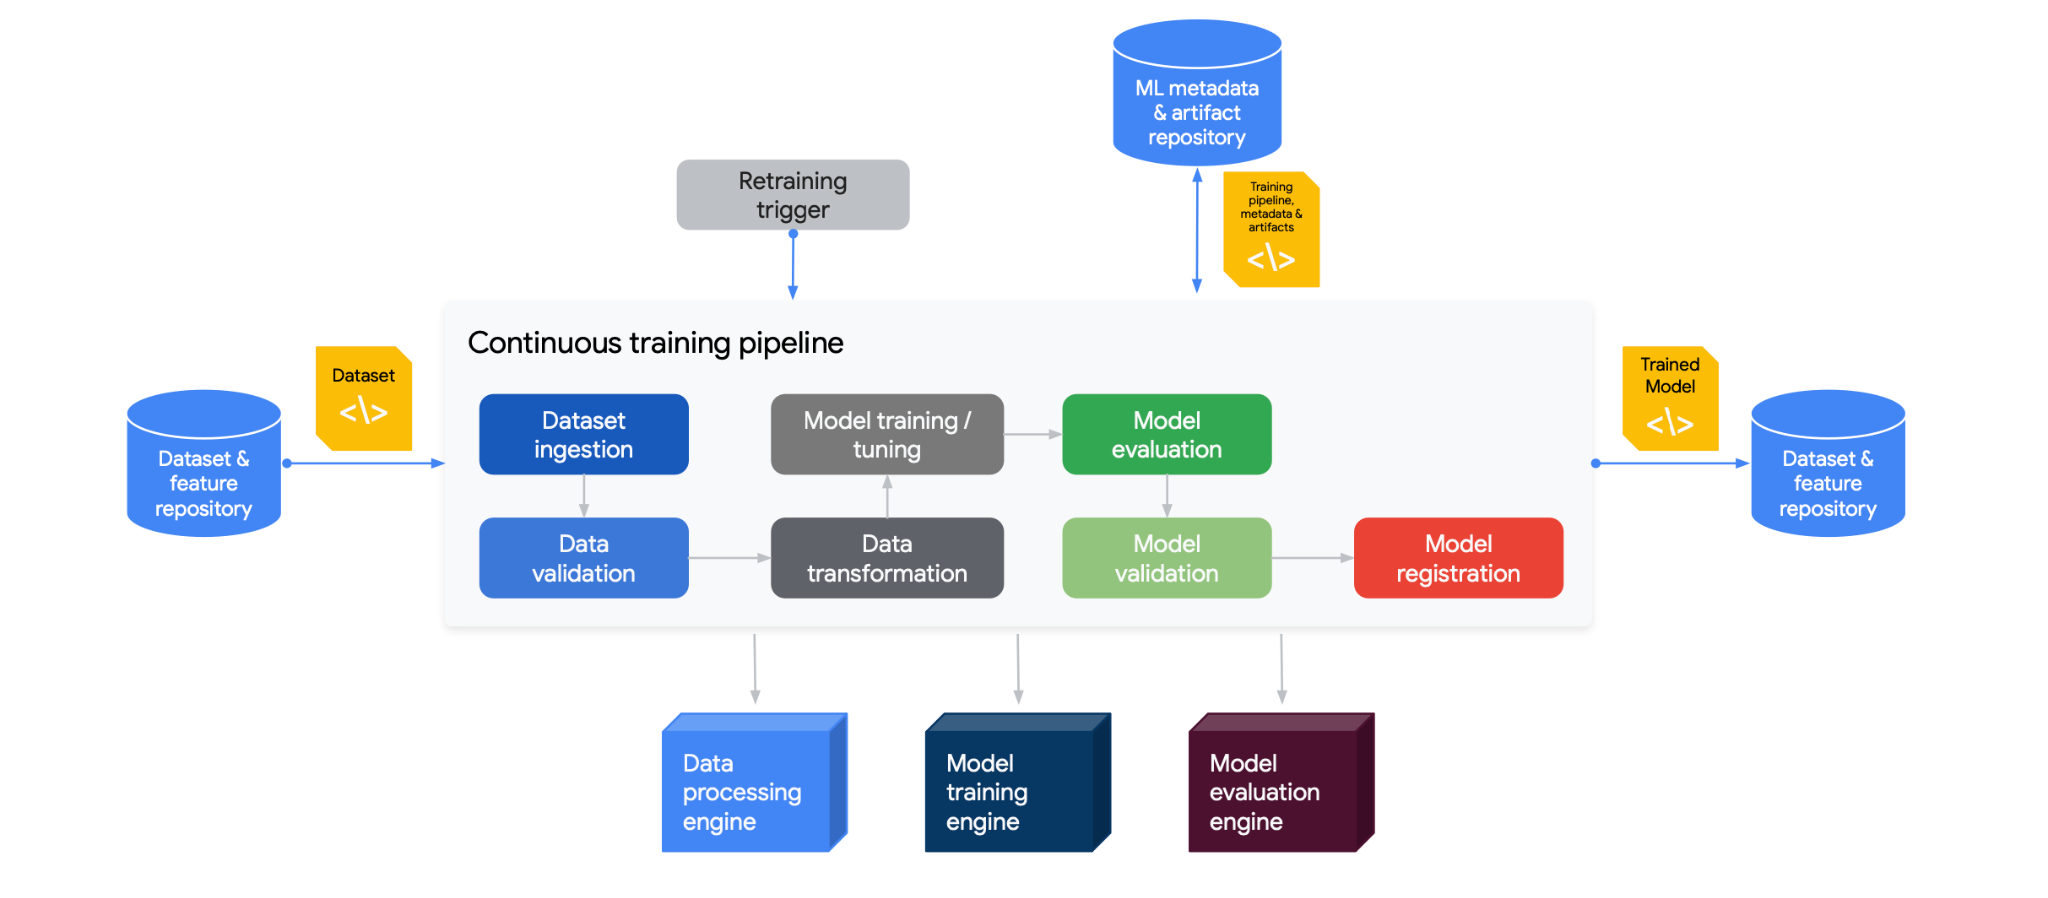 ML metadata
& artifact
repository
Retraining
trigger
Training
pipeline,
metadata &
artifacts
</>
Continuous training pipeline
Dataset
</>
Dataset &
feature
repository
Dataset
ingestion
Model training /
tuning
Model
evaluation
Data
validation
Data
transformation
Model
validation
Model
registration
Trained
Model
</>
Dataset &
feature
repository
Data
processing
engine
Model
training
engine
Model
evaluation
engine